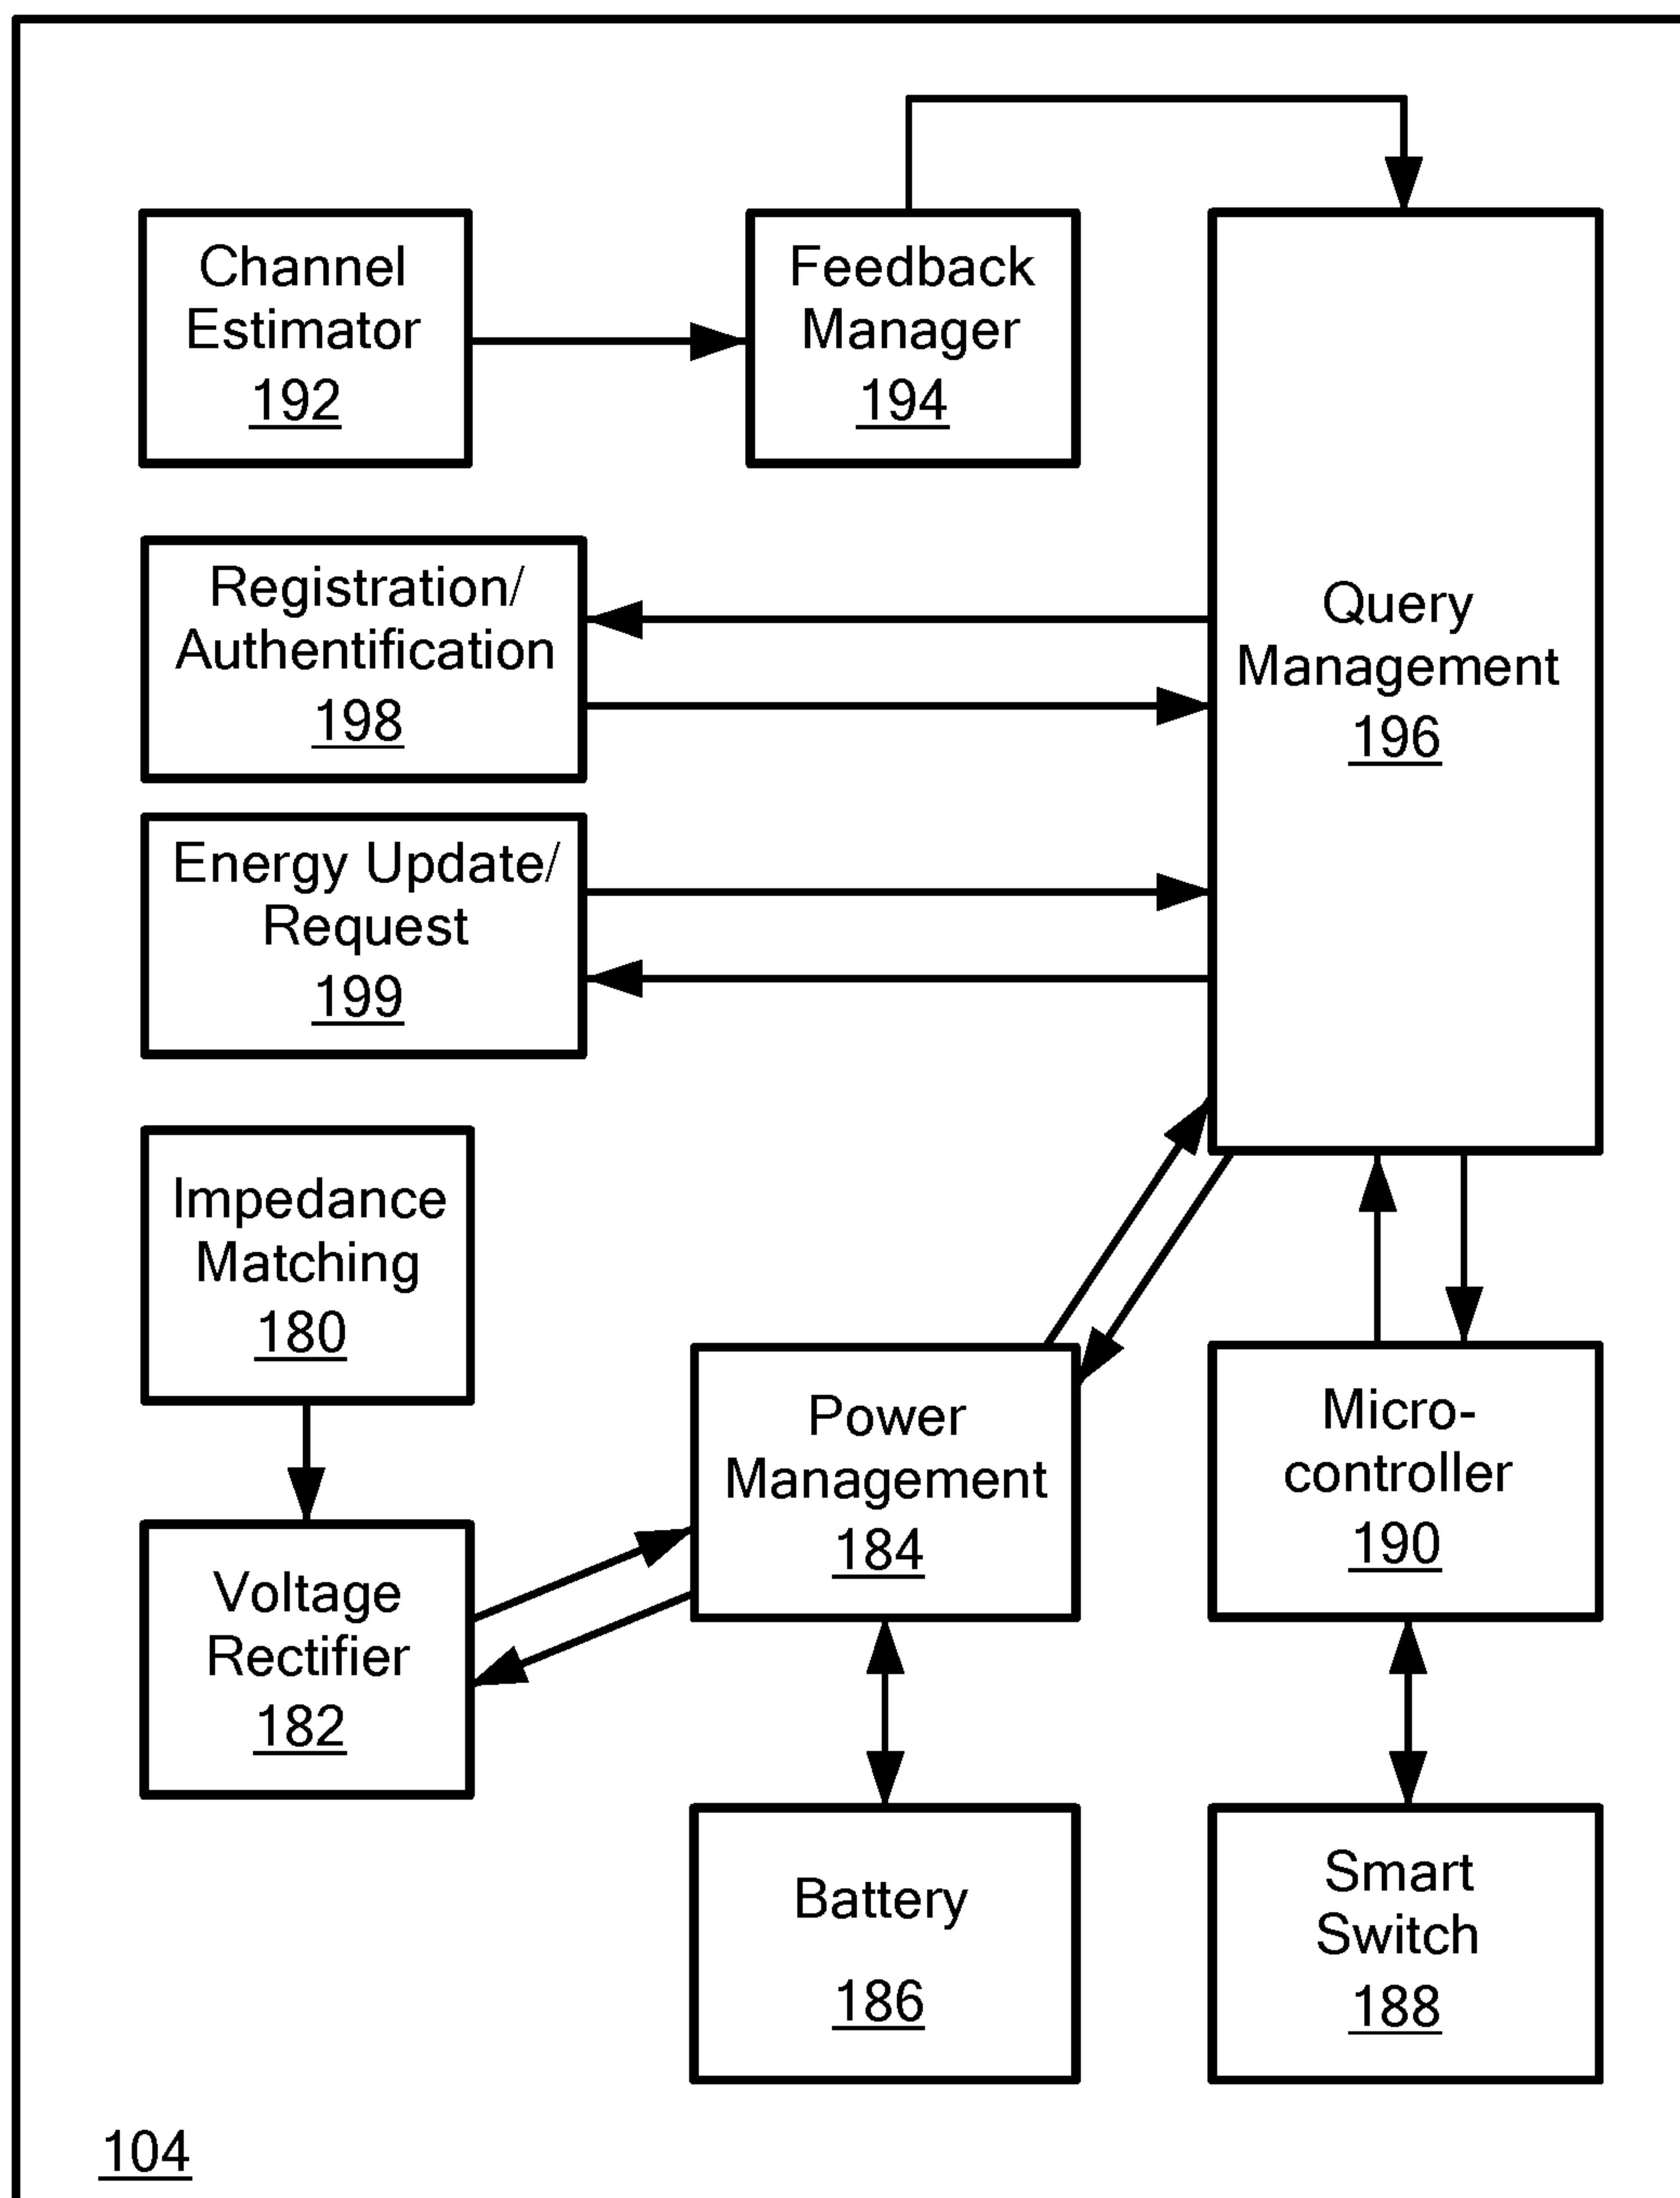 Channel
Estimator
192
Feedback
Manager
194
Registration/
Authentification
198
Query
Management
196
Energy Update/
Request
199
Impedance
Matching
180
Power
Management
184
Micro-
controller
190
Voltage
Rectifier
182
Battery
186
Smart
Switch
188
104